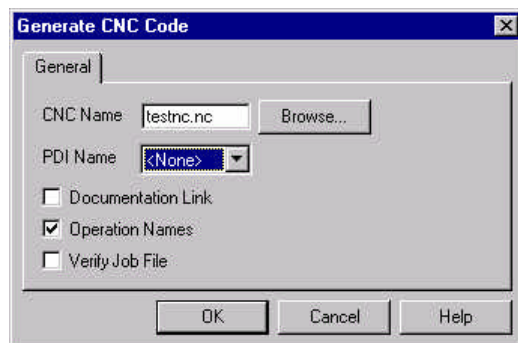 Generate CNC Code
General
CNC Name testnc.nc Browse...
PDI Name <None>
Documentation Link
Operation Names
Verify Job File
OK Cancel Help